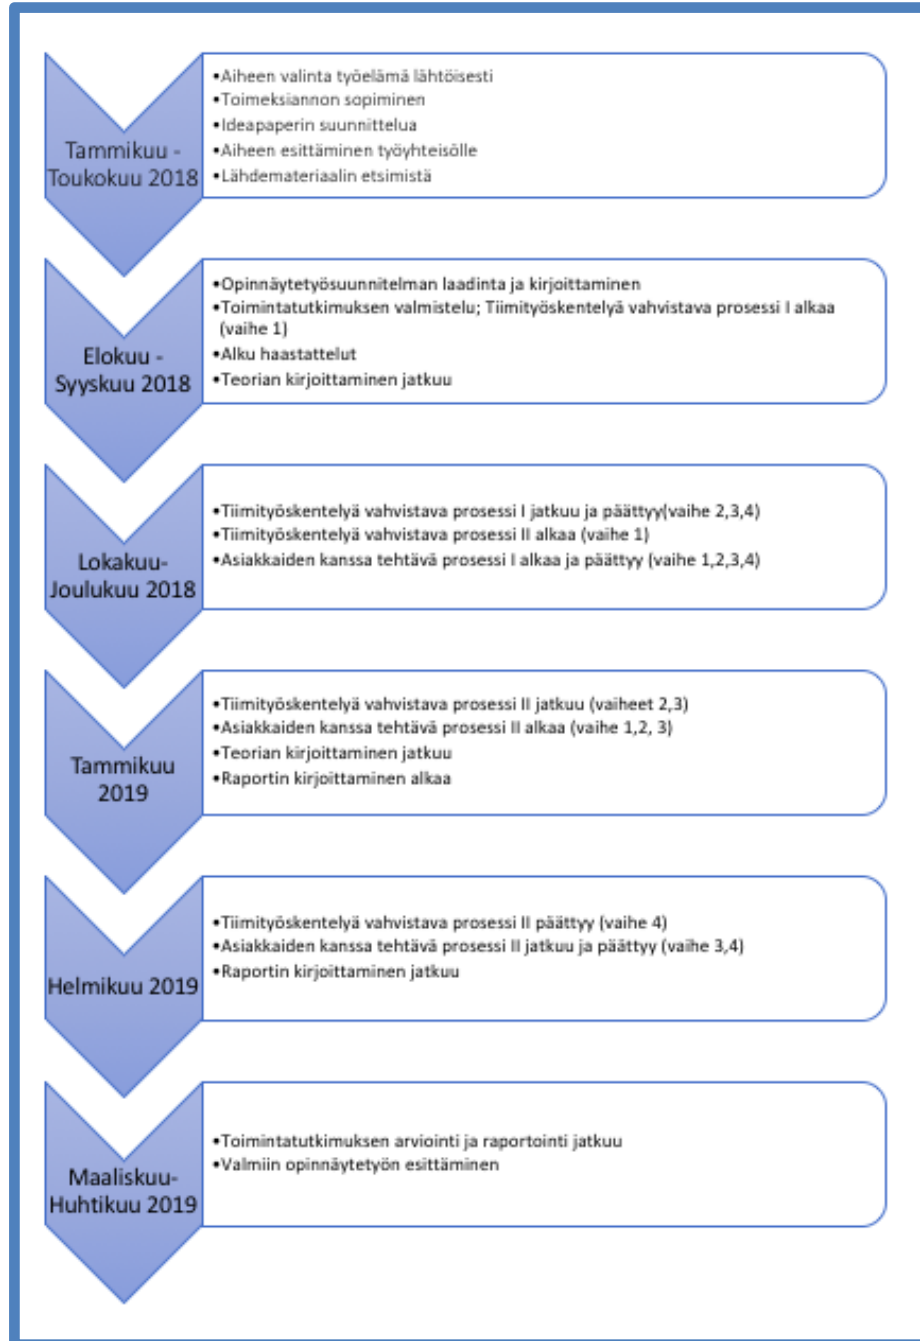 Tammikuu -
Toukokuu 2018
•Aiheen valinta työelämä lähtöisesti
•Toimeksiannon sopiminen
•Ideapaperin suunnittelua
•Aiheen esittäminen työyhteisölle
•Lähdemateriaalin etsimistä
Elokuu -
Syyskuu 2018
•Opinnäytetyösuunnitelman laadinta ja kirjoittaminen
•Toimintatutkimuksen valmistelu; Tiimityöskentelyä vahvistava prosessi I alkaa
(vaihe 1)
•Alku haastattelut
•Teorian kirjoittaminen jatkuu
Lokakuu-
Joulukuu 2018
•Tiimityöskentelyä vahvistava prosessi I jatkuu ja päättyy(vaihe 2,3,4)
•Tiimityöskentelyä vahvistava prosessi II alkaa (vaihe 1)
•Asiakkaiden kanssa tehtävä prosessi I alkaa ja päättyy (vaihe 1,2,3,4)
Tammikuu
2019
•Tiimityöskentelyä vahvistava prosessi II jatkuu (vaiheet 2,3)
•Asiakkaiden kanssa tehtävä prosessi II alkaa (vaihe 1,2, 3)
•Teorian kirjoittaminen jatkuu
•Raportin kirjoittaminen alkaa
Helmikuu 2019
•Tiimityöskentelyä vahvistava prosessi II päättyy (vaihe 4)
•Asiakkaiden kanssa tehtävä prosessi II jatkuu ja päättyy (vaihe 3,4)
•Raportin kirjoittaminen jatkuu
Maaliskuu-
Huhtikuu 2019
•Toimintatutkimuksen arviointi ja raportointi jatkuu
•Valmiin opinnäytetyön esittäminen